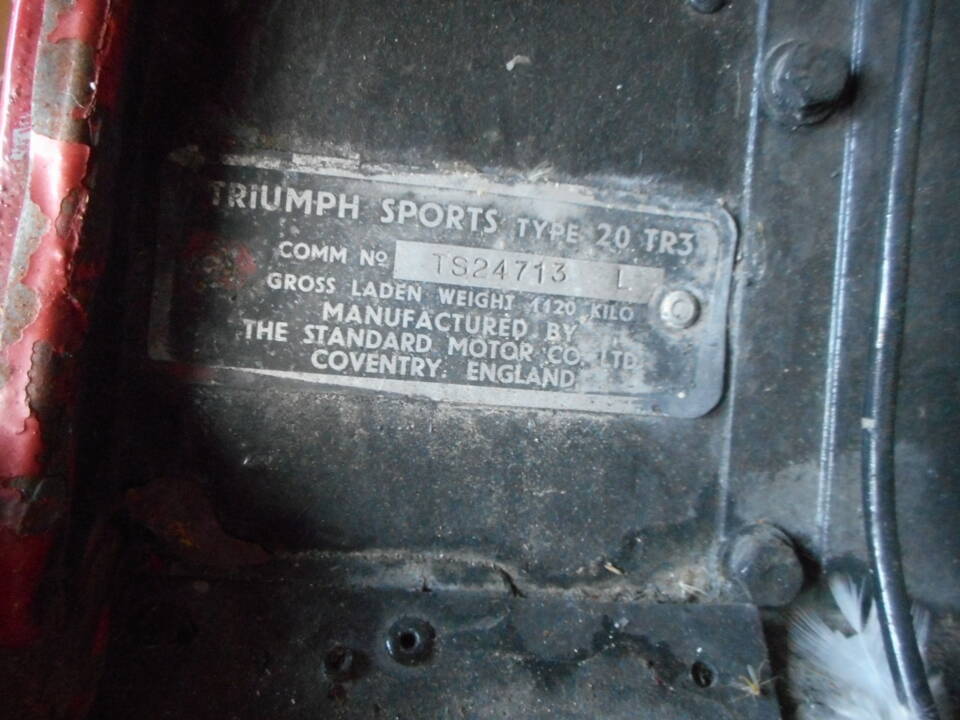 TRIUMPH SPORTS TYPE 20 TR3
COMM Nº TS24713 L
GROSS LADEN WEIGHT 1120 KILO
MANUFACTURED BY
THE STANDARD MOTOR CO. LTD
COVENTRY. ENGLAND